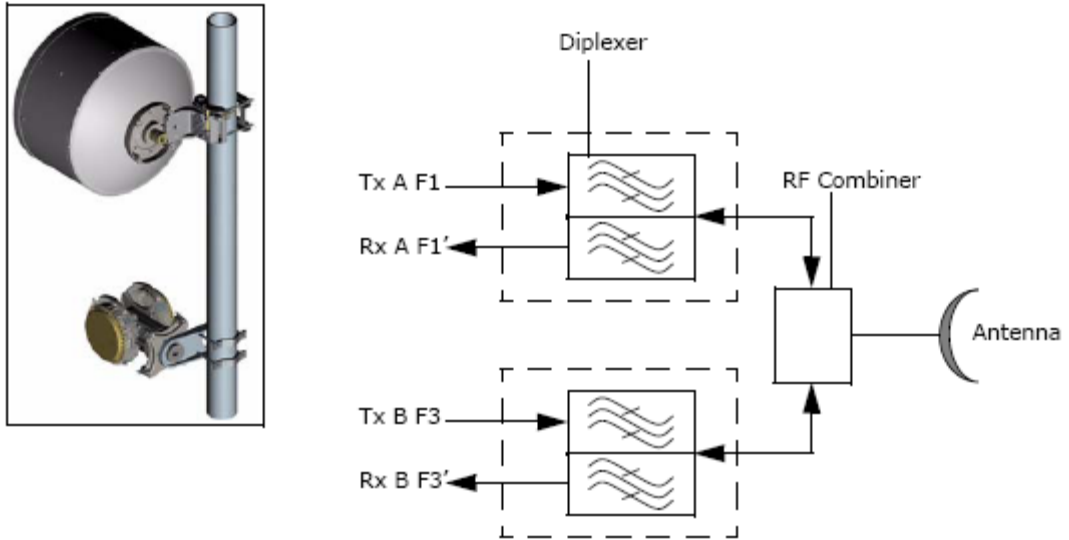 Diplexer
Tx A F1
RF Combiner
Rx A F1’
Antenna
Tx B F3
Rx B F3’